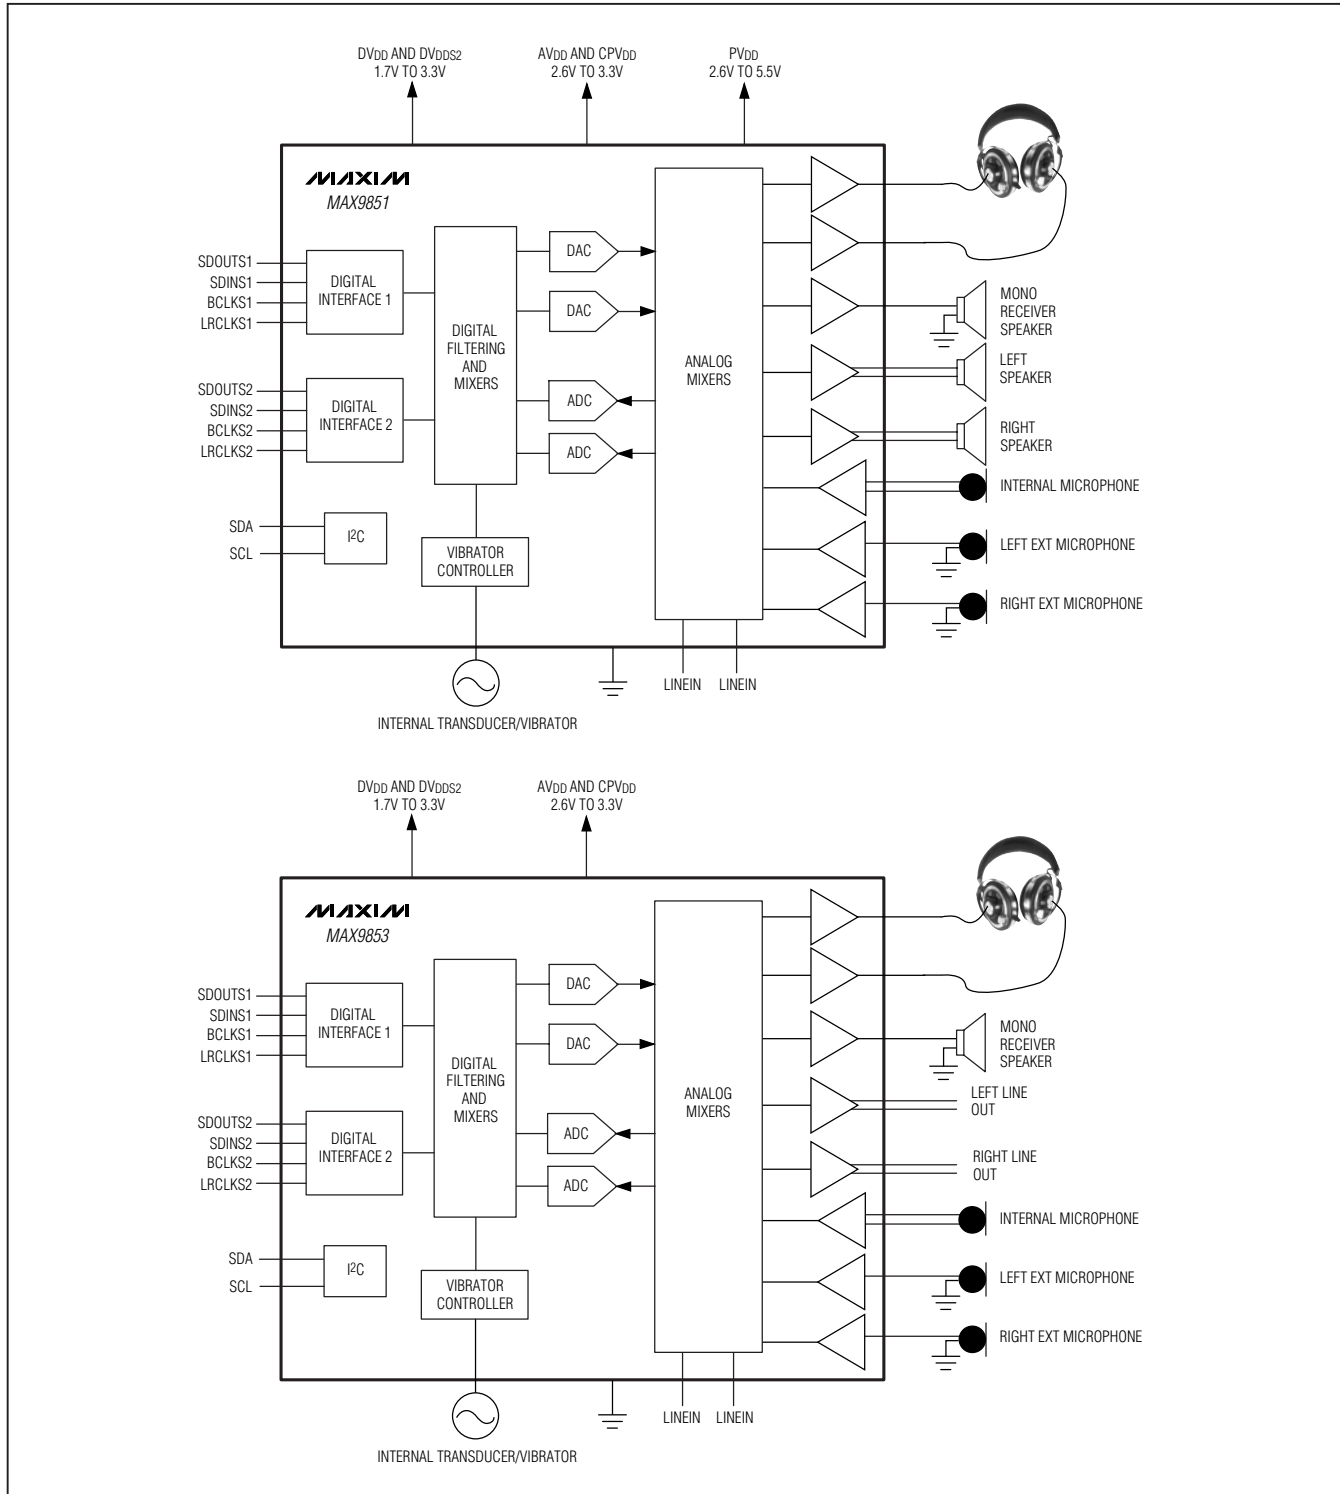 DVDD AND DVDDS2
1.7V TO 3.3V
AVDD AND CPVDD
2.6V TO 3.3V
PVDD
2.6V TO 5.5V
MAXIM
MAX9851
SDOUTS1
SDINS1
BCLKS1
LRCLKS1
DIGITAL
INTERFACE 1
SDOUTS2
SDINS2
BCLKS2
LRCLKS2
DIGITAL
INTERFACE 2
SDA
SCL
I2C
DIGITAL
FILTERING
AND
MIXERS
VIBRATOR
CONTROLLER
DAC
DAC
ADC
ADC
ANALOG
MIXERS
MONO
RECEIVER
SPEAKER
LEFT
SPEAKER
RIGHT
SPEAKER
INTERNAL MICROPHONE
LEFT EXT MICROPHONE
RIGHT EXT MICROPHONE
LINEIN
LINEIN
INTERNAL TRANSDUCER/VIBRATOR
DVDD AND DVDDS2
1.7V TO 3.3V
AVDD AND CPVDD
2.6V TO 3.3V
MAXIM
MAX9853
SDOUTS1
SDINS1
BCLKS1
LRCLKS1
DIGITAL
INTERFACE 1
SDOUTS2
SDINS2
BCLKS2
LRCLKS2
DIGITAL
INTERFACE 2
SDA
SCL
I2C
DIGITAL
FILTERING
AND
MIXERS
VIBRATOR
CONTROLLER
DAC
DAC
ADC
ADC
ANALOG
MIXERS
MONO
RECEIVER
SPEAKER
LEFT LINE
OUT
RIGHT LINE
OUT
INTERNAL MICROPHONE
LEFT EXT MICROPHONE
RIGHT EXT MICROPHONE
LINEIN
LINEIN
INTERNAL TRANSDUCER/VIBRATOR